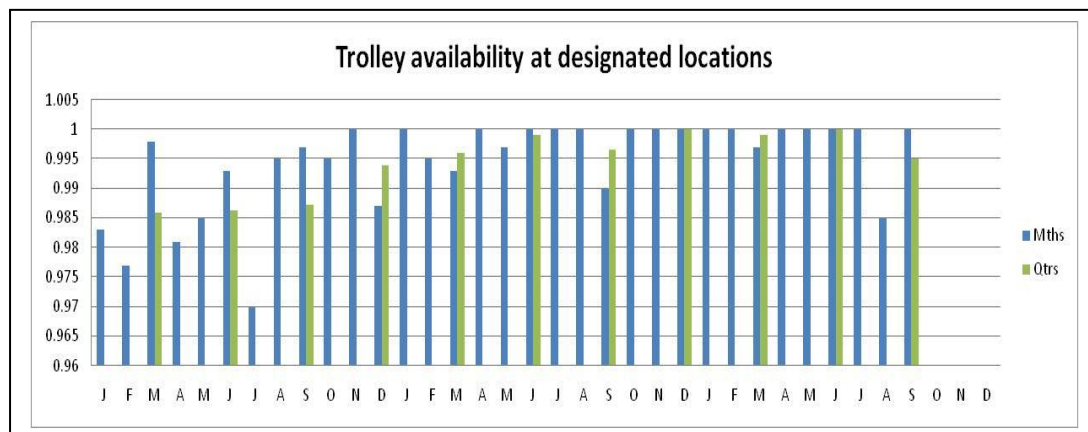 Trolley availability at designated locations
1.005
1
0.995
0.99
0.985
0.98
0.975
0.97
0.965
0.96
Mths
Qtrs
J F M A M J J A S O N D J F M A M J J A S O N D J F M A M J J A S O N D